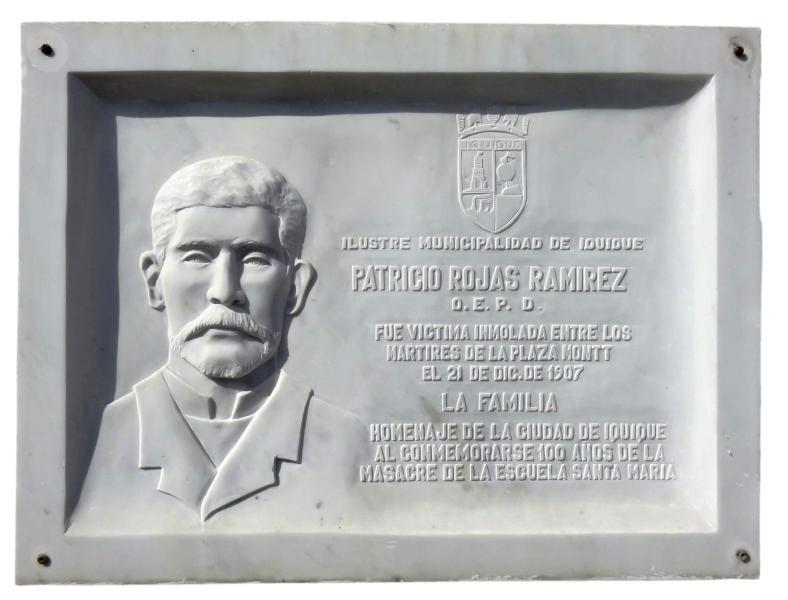 IQUIQUE
ILUSTRE MUNICIPALIDAD DE IQUIQUE
PATRICIO ROJAS RAMIREZ
Q. E. P. D.
FUE VICTIMA INMOLADA ENTRE LOS
MARTIRES DE LA PLAZA MONTT
EL 21 DE DIC. DE 1907
LA FAMILIA
HOMENAJE DE LA CIUDAD DE IQUIQUE
AL CONMEMORARSE 100 AÑOS DE LA
MASACRE DE LA ESCUELA SANTA MARIA